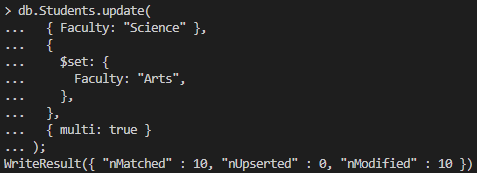 > db.Students.update(
...   { Faculty: "Science" },
...   {
...     $set: {
...       Faculty: "Arts",
...     },
...   },
...   { multi: true }
... );
WriteResult({ "nMatched" : 10, "nUpserted" : 0, "nModified" : 10 })